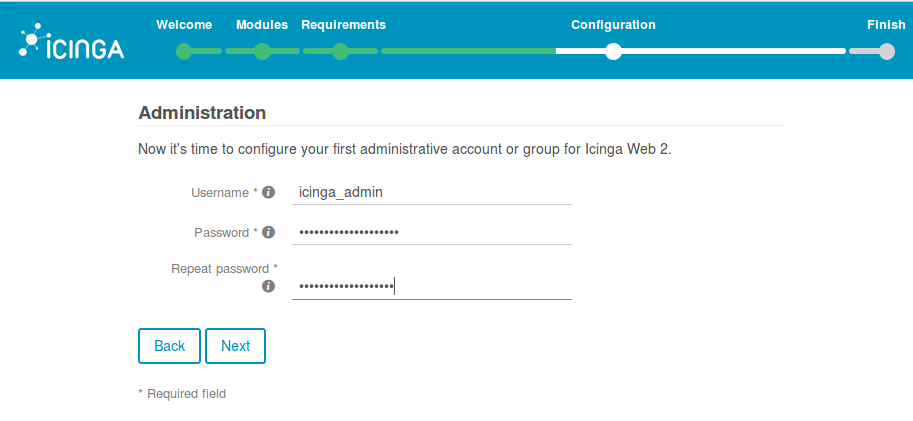 Welcome Modules Requirements Configuration Finish
ICINGA
Administration
Now it's time to configure your first administrative account or group for Icinga Web 2.
Username * i icinga_admin
Password * i ••••••••••••••••••••
Repeat password *
i •••••••••••••••••••
Back Next
* Required field